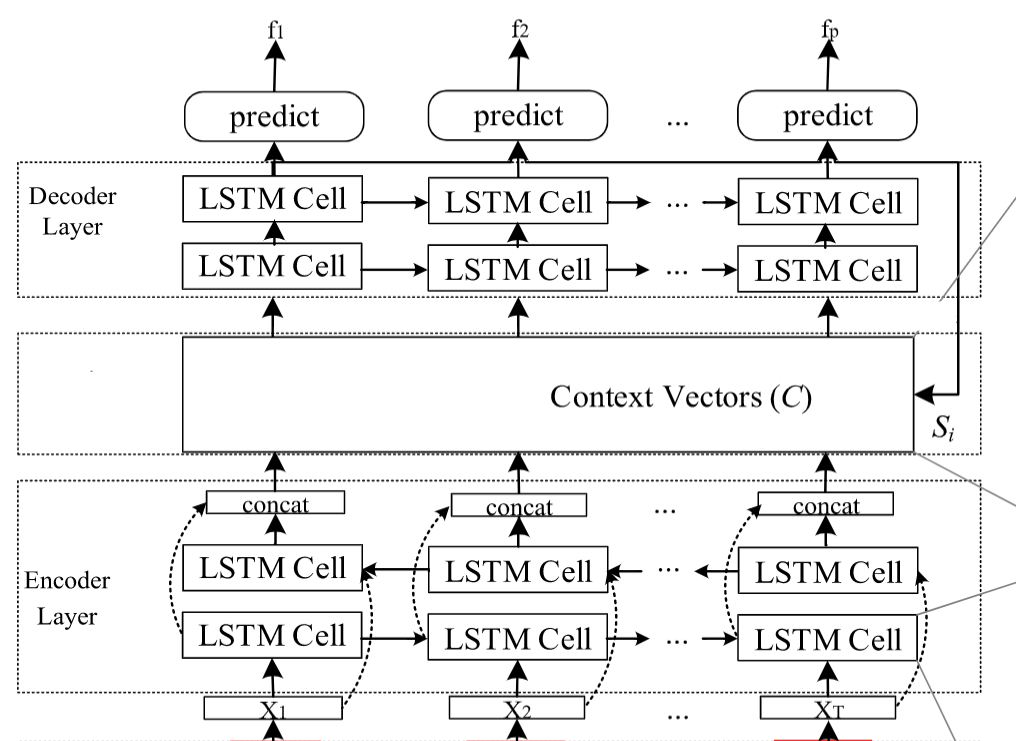 f1 f2 fp
predict predict ... predict
Decoder
Layer
LSTM Cell LSTM Cell ... LSTM Cell
LSTM Cell LSTM Cell ... LSTM Cell
Context Vectors (C)
Si
concat concat ... concat
Encoder
Layer
LSTM Cell LSTM Cell ... LSTM Cell
LSTM Cell LSTM Cell ... LSTM Cell
X1 X2 ... XT